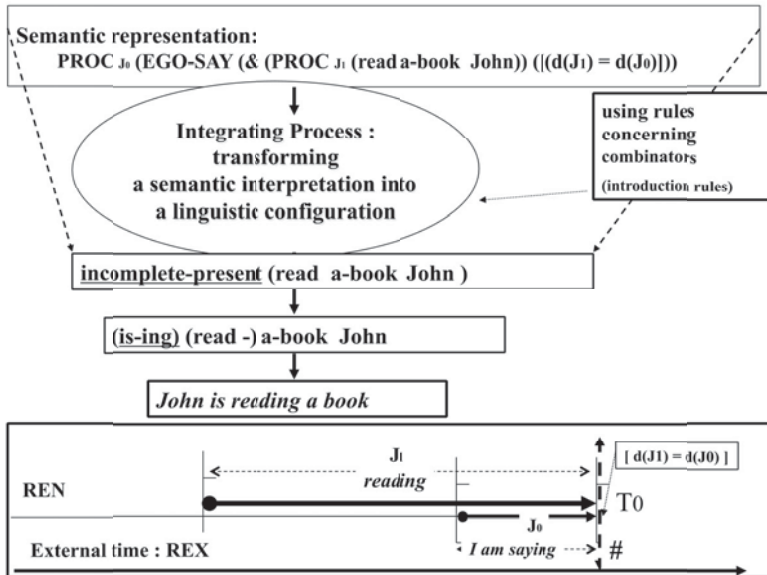 Semantic representation:
PROC J₀ (EGO-SAY (& (PROC J₁ (read a-book John)) ([(d(J₁) = d(J₀)])))
Integrating Process :
transforming
a semantic interpretation into
a linguistic configuration
using rules
concerning
combinators
(introduction rules)
incomplete-present (read a-book John )
(is-ing) (read -) a-book John
John is reading a book
J₁
[ d(J1) = d(J0) ]
REN
reading
T0
J₀
External time : REX
I am saying
#